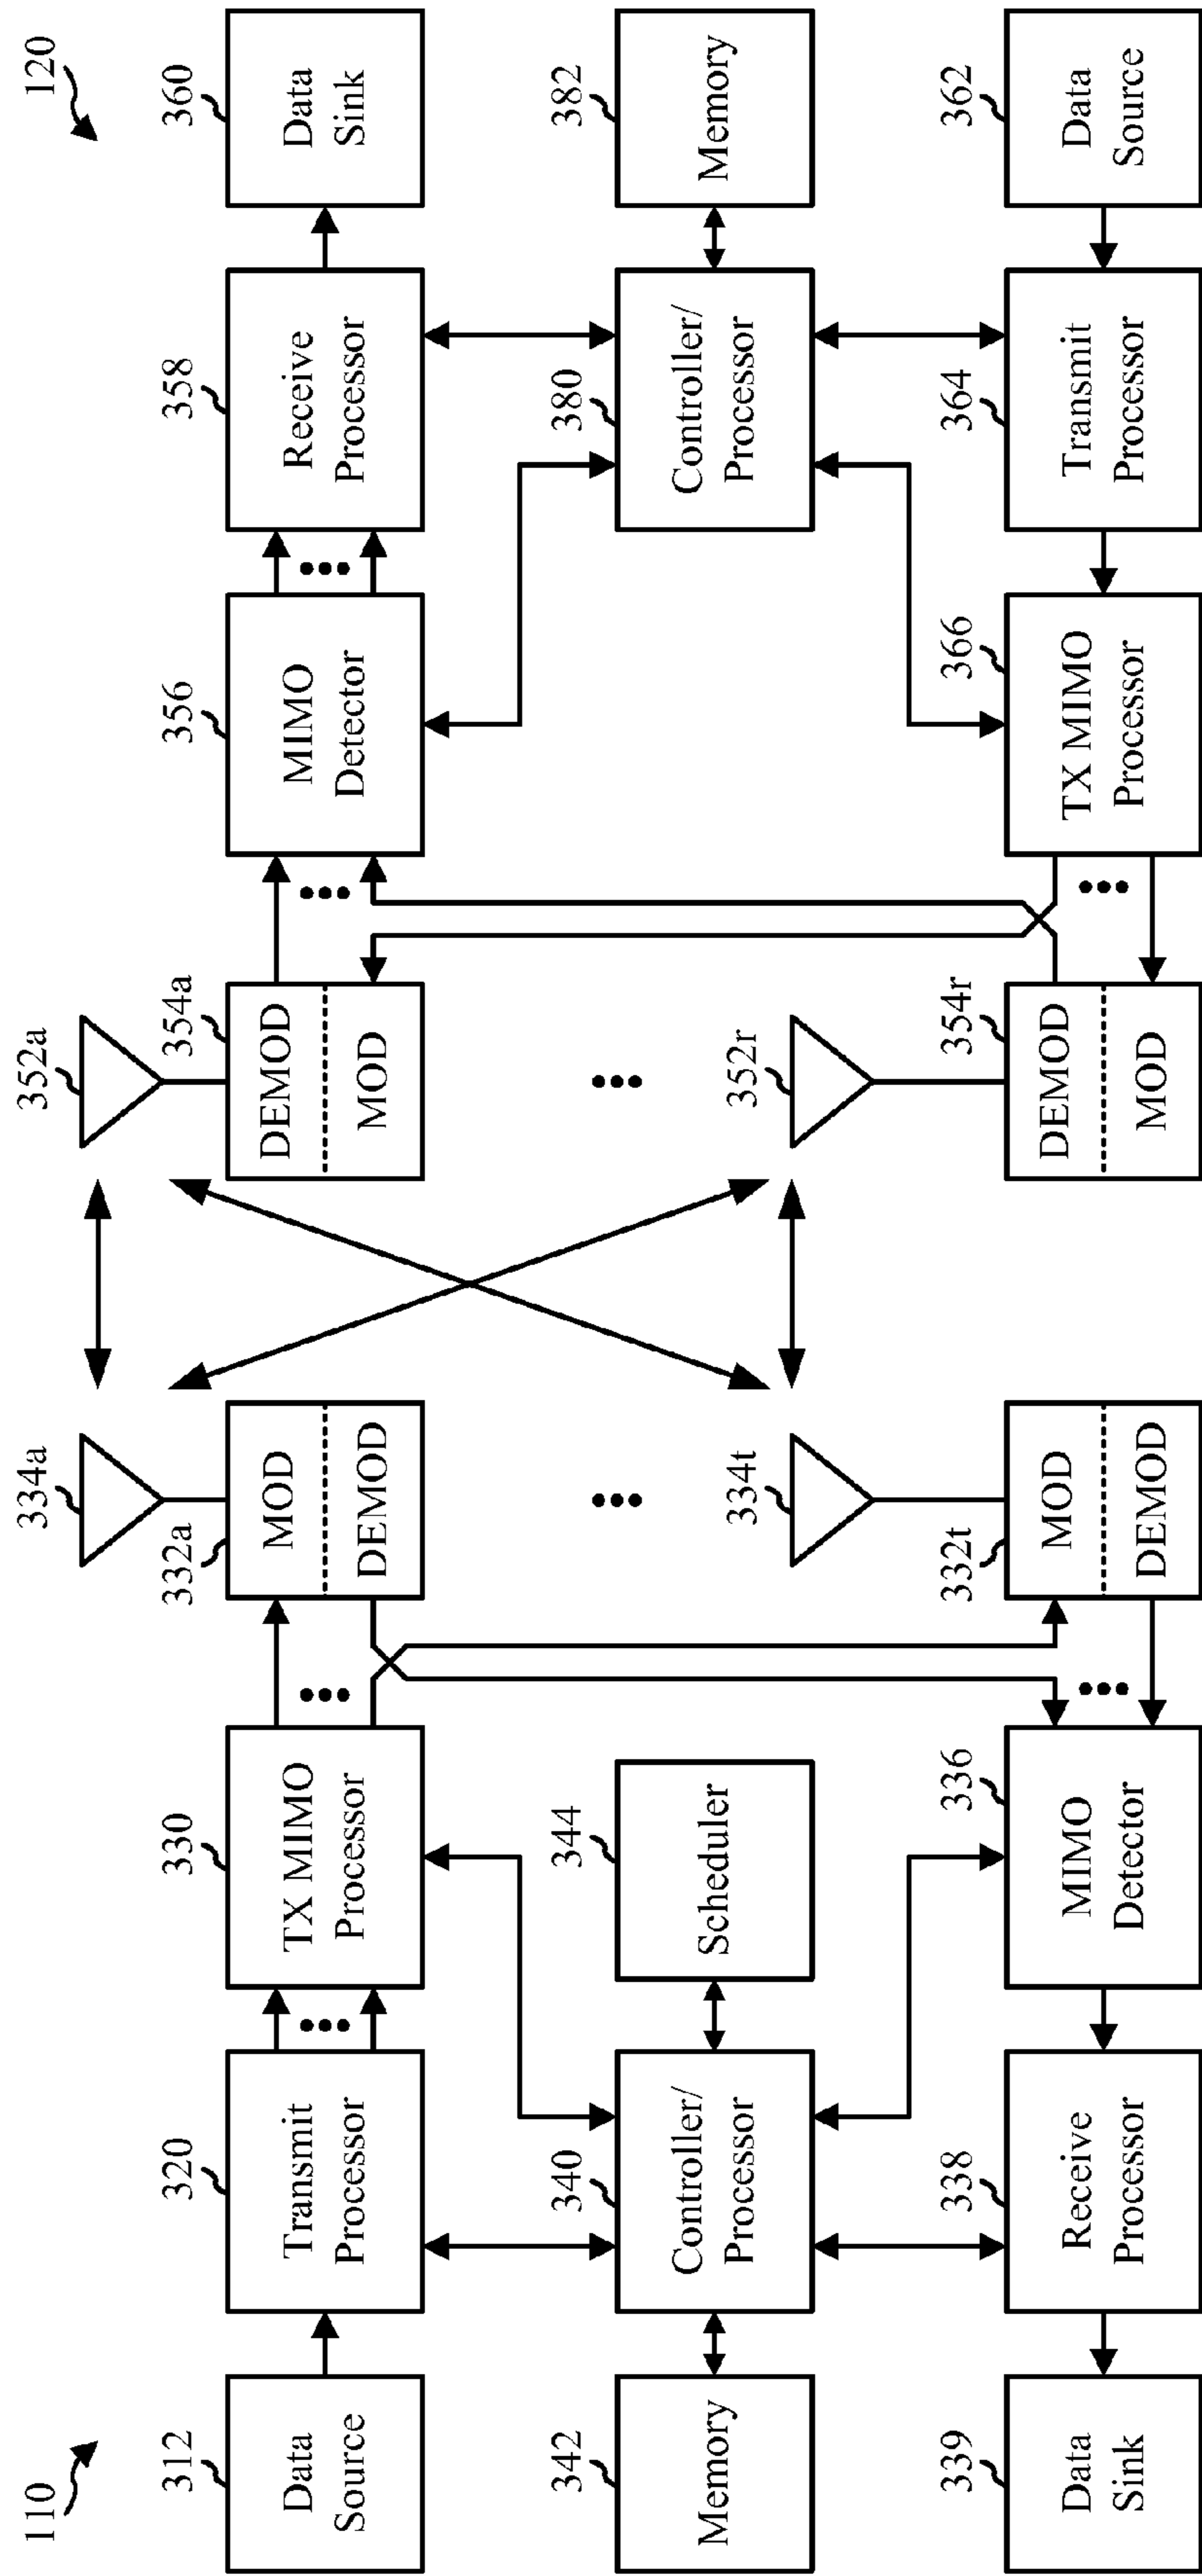 110
120
334a
352a
312
320
330
332a
354a
356
358
360
Data
Source
Transmit
Processor
TX MIMO
Processor
MOD
DEMOD
DEMOD
MOD
MIMO
Detector
Receive
Processor
Data
Sink
342
340
344
334t
352r
380
382
Memory
Controller/
Processor
Scheduler
Controller/
Processor
Memory
339
338
336
332t
354r
366
364
362
Data
Sink
Receive
Processor
MIMO
Detector
MOD
DEMOD
DEMOD
MOD
TX MIMO
Processor
Transmit
Processor
Data
Source